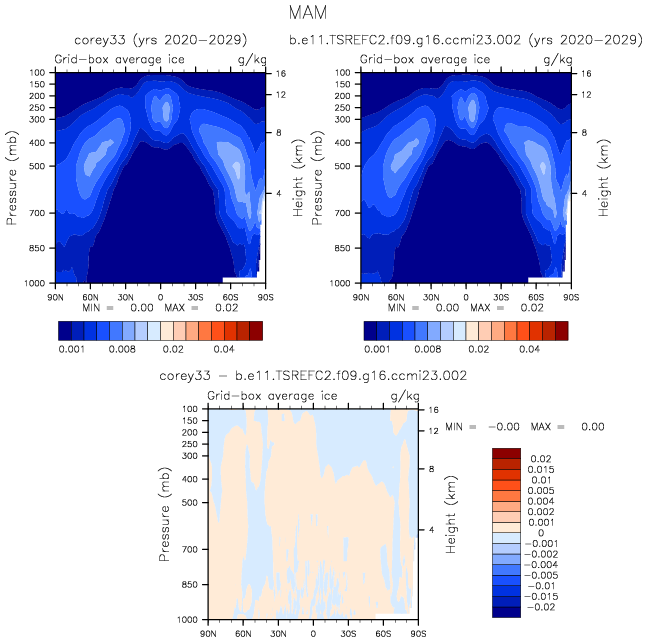 MAM
corey33 (yrs 2020-2029)
b.e11.TSREFC2.f09.g16.ccmi23.002 (yrs 2020-2029)
Grid-box average ice g/kg
Pressure (mb)
100
150
200
250
300
400
500
700
850
1000
16
12
8
4
Height (km)
90N 60N 30N 0 30S 60S 90S
MIN = 0.00 MAX = 0.02
0.001 0.008 0.02 0.04
Grid-box average ice g/kg
Pressure (mb)
100
150
200
250
300
400
500
700
850
1000
16
12
8
4
Height (km)
90N 60N 30N 0 30S 60S 90S
MIN = 0.00 MAX = 0.02
0.001 0.008 0.02 0.04
corey33 - b.e11.TSREFC2.f09.g16.ccmi23.002
Grid-box average ice g/kg
Pressure (mb)
100
150
200
250
300
400
500
700
850
1000
16
12
8
4
Height (km)
90N 60N 30N 0 30S 60S 90S
MIN = -0.00 MAX = 0.00
0.02
0.015
0.01
0.005
0.004
0.002
0.001
0
-0.001
-0.002
-0.004
-0.005
-0.01
-0.015
-0.02